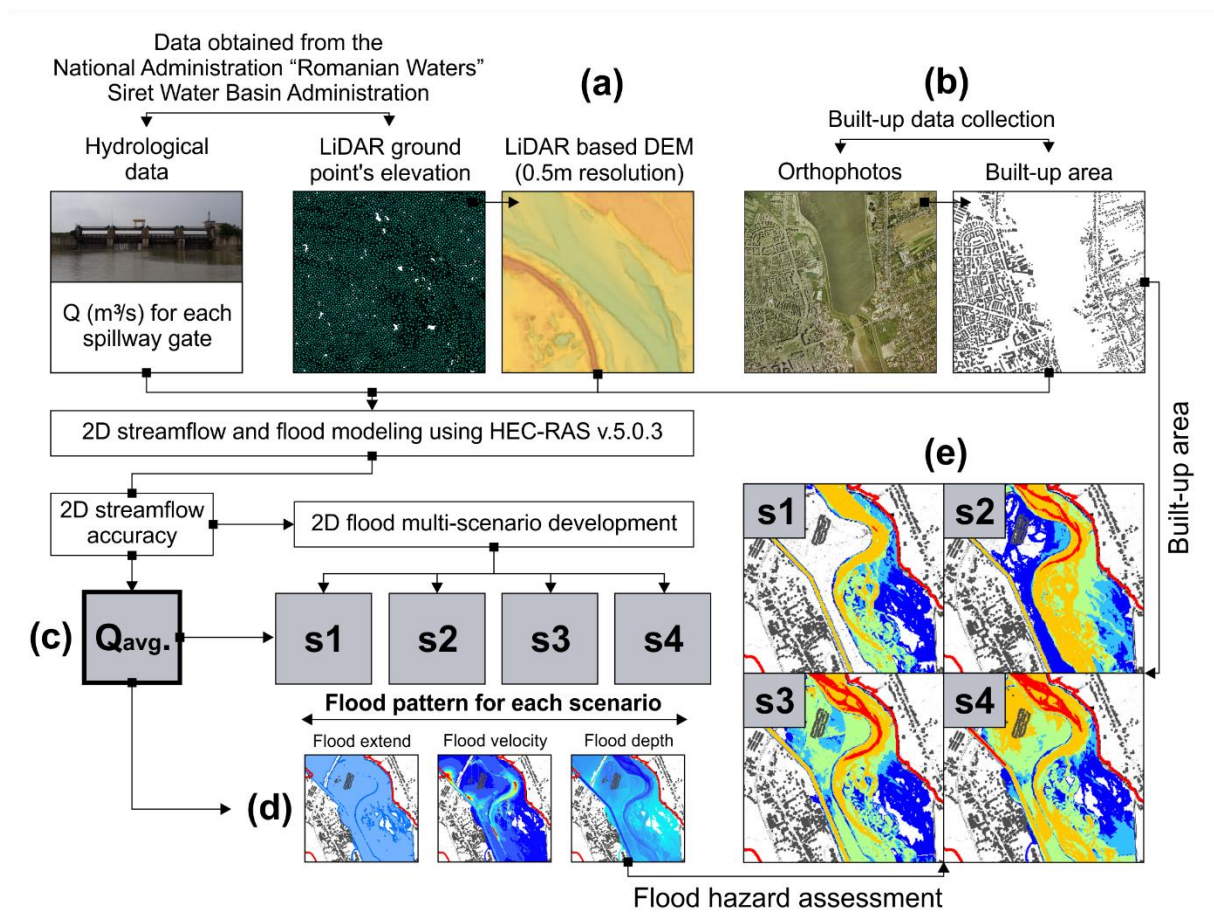 Data obtained from the
National Administration “Romanian Waters”
Siret Water Basin Administration
(a)
(b)
Built-up data collection
Hydrological
data
LiDAR ground
point's elevation
LiDAR based DEM
(0.5m resolution)
Orthophotos
Built-up area
Q (m³/s) for each
spillway gate
2D streamflow and flood modeling using HEC-RAS v.5.0.3
(e)
Built-up area
2D streamflow
accuracy
2D flood multi-scenario development
s1
s2
(c)
Qavg.
s1
s2
s3
s4
s3
s4
Flood pattern for each scenario
Flood extend
Flood velocity
Flood depth
(d)
Flood hazard assessment